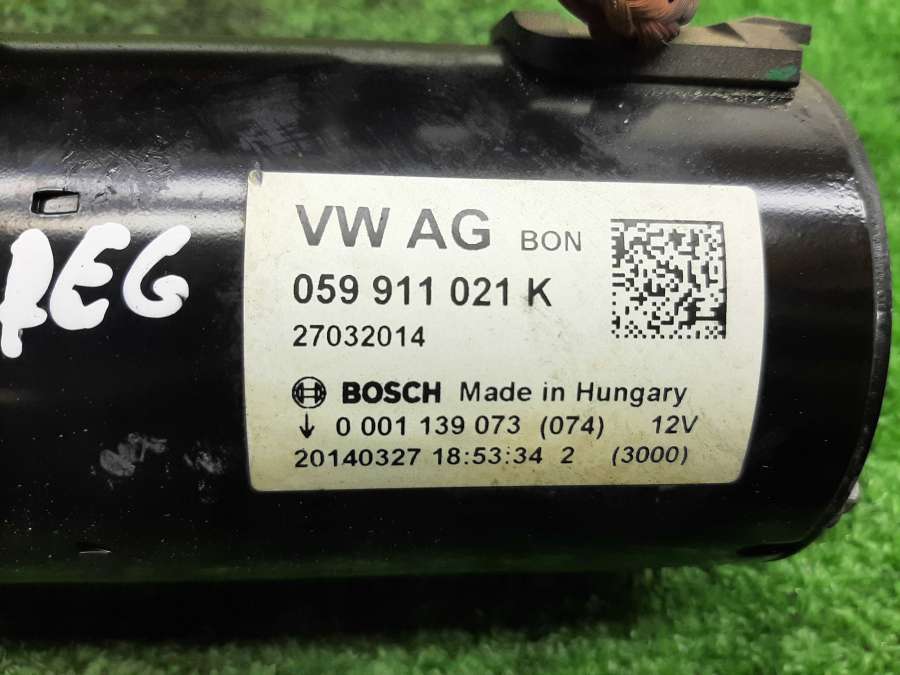 VW AG BON
059 911 021 K
27032014
BOSCH Made in Hungary
↓ 0 001 139 073 (074) 12V
20140327 18:53:34 2 (3000)